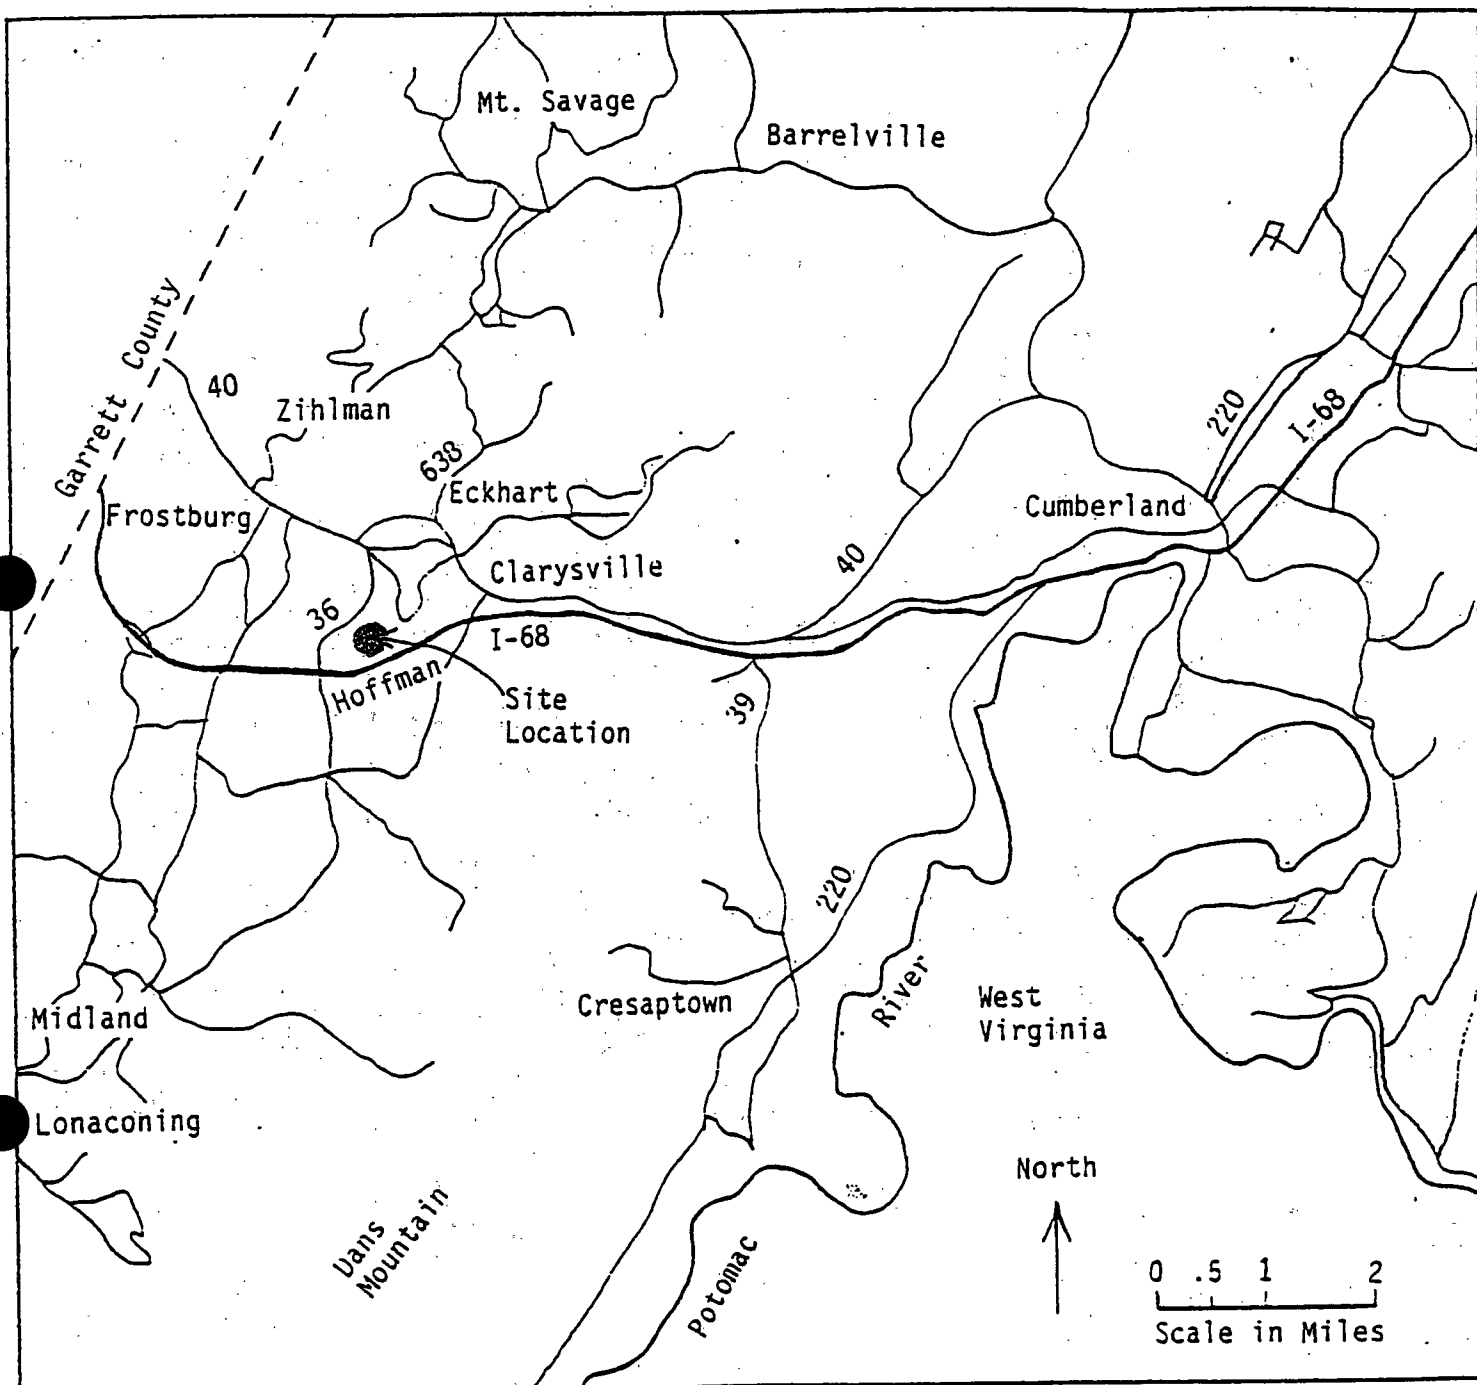 Mt. Savage
Barrelville
Garrett County
40
Zihlman
220
I-68
638
Eckhart
Frostburg
Cumberland
40
Clarysville
36
I-68
Hoffman
Site
Location
39
220
Cresaptown
River
West
Virginia
Midland
Lonaconing
North
Dans
Mountain
Potomac
0 .5 1 2
Scale in Miles